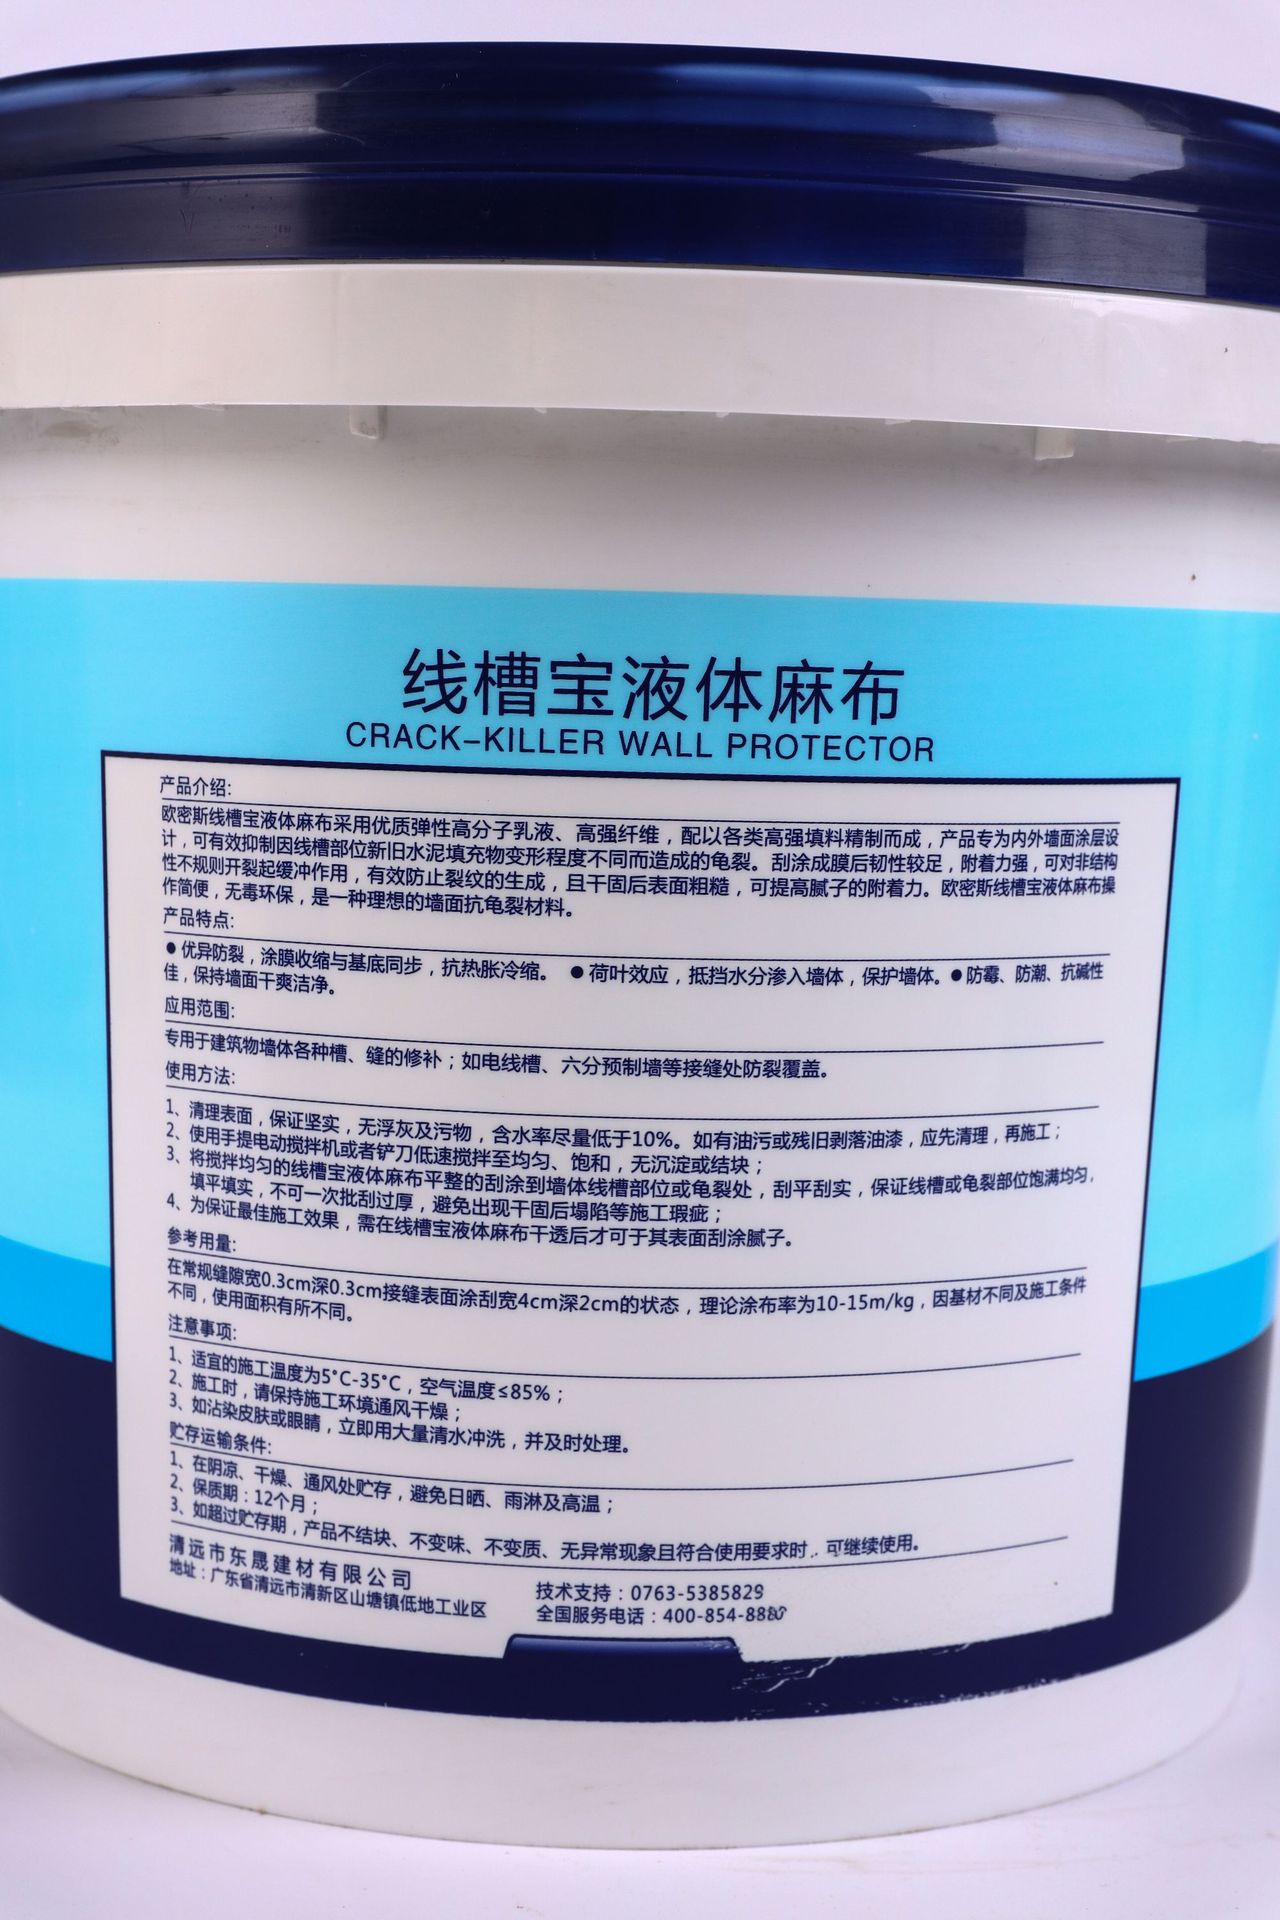 线槽宝液体麻布
CRACK-KILLER WALL PROTECTOR
产品介绍:
欧密斯线槽宝液体麻布采用优质弹性高分子乳液、高强纤维，配以各类高强填料精制而成，产品专为内外墙面涂层设
计，可有效抑制因线槽部位新旧水泥填充物变形程度不同而造成的龟裂。刮涂成膜后韧性较足，附着力强，可对非结构
性不规则开裂起缓冲作用，有效防止裂纹的生成，且干固后表面粗糙，可提高腻子的附着力。欧密斯线槽宝液体麻布操
作简便，无毒环保，是一种理想的墙面抗龟裂材料。
产品特点:
●优异防裂，涂膜收缩与基底同步，抗热胀冷缩。 ●荷叶效应，抵挡水分渗入墙体，保护墙体。●防霉、防潮、抗碱性
佳，保持墙面干爽洁净。
应用范围:
专用于建筑物墙体各种槽、缝的修补；如电线槽、六分预制墙等接缝处防裂覆盖。
使用方法:
1、清理表面，保证坚实，无浮灰及污物，含水率尽量低于10%。如有油污或残旧剥落油漆，应先清理，再施工；
2、使用手提电动搅拌机或者铲刀低速搅拌至均匀、饱和，无沉淀或结块；
3、将搅拌均匀的线槽宝液体麻布平整的刮涂到墙体线槽部位或龟裂处，刮平刮实，保证线槽或龟裂部位饱满均匀，
填平填实，不可一次批刮过厚，避免出现干固后塌陷等施工瑕疵；
4、为保证最佳施工效果，需在线槽宝液体麻布干透后才可于其表面刮涂腻子。
参考用量:
在常规缝隙宽0.3cm深0.3cm接缝表面涂刮宽4cm深2cm的状态，理论涂布率为10-15m/kg，因基材不同及施工条件
不同，使用面积有所不同。
注意事项:
1、适宜的施工温度为5°C-35°C，空气温度≤85%；
2、施工时，请保持施工环境通风干燥；
3、如沾染皮肤或眼睛，立即用大量清水冲洗，并及时处理。
贮存运输条件:
1、在阴凉、干燥、通风处贮存，避免日晒、雨淋及高温；
2、保质期：12个月；
3、如超过贮存期，产品不结块、不变味、不变质、无异常现象且符合使用要求时，可继续使用。
清远市东晟建材有限公司
地址：广东省清远市清新区山塘镇低地工业区
技术支持：0763-5385829
全国服务电话：